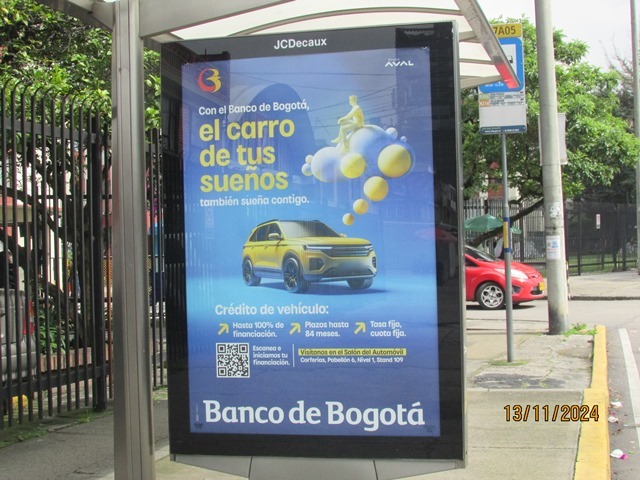 JCDecaux
AVAL
Con el Banco de Bogotá,
el carro
de tus
sueños
también sueña contigo.
Crédito de vehículo:
Hasta 100% de
financiación.
Plazos hasta
84 meses.
Tasa fija,
cuota fija.
Escanea e
iniciamos tu
financiación.
Visítanos en el Salón del Automóvil
Corferias, Pabellón 6, Nivel 1, Stand 109
Banco de Bogotá
7A05
13/11/2024